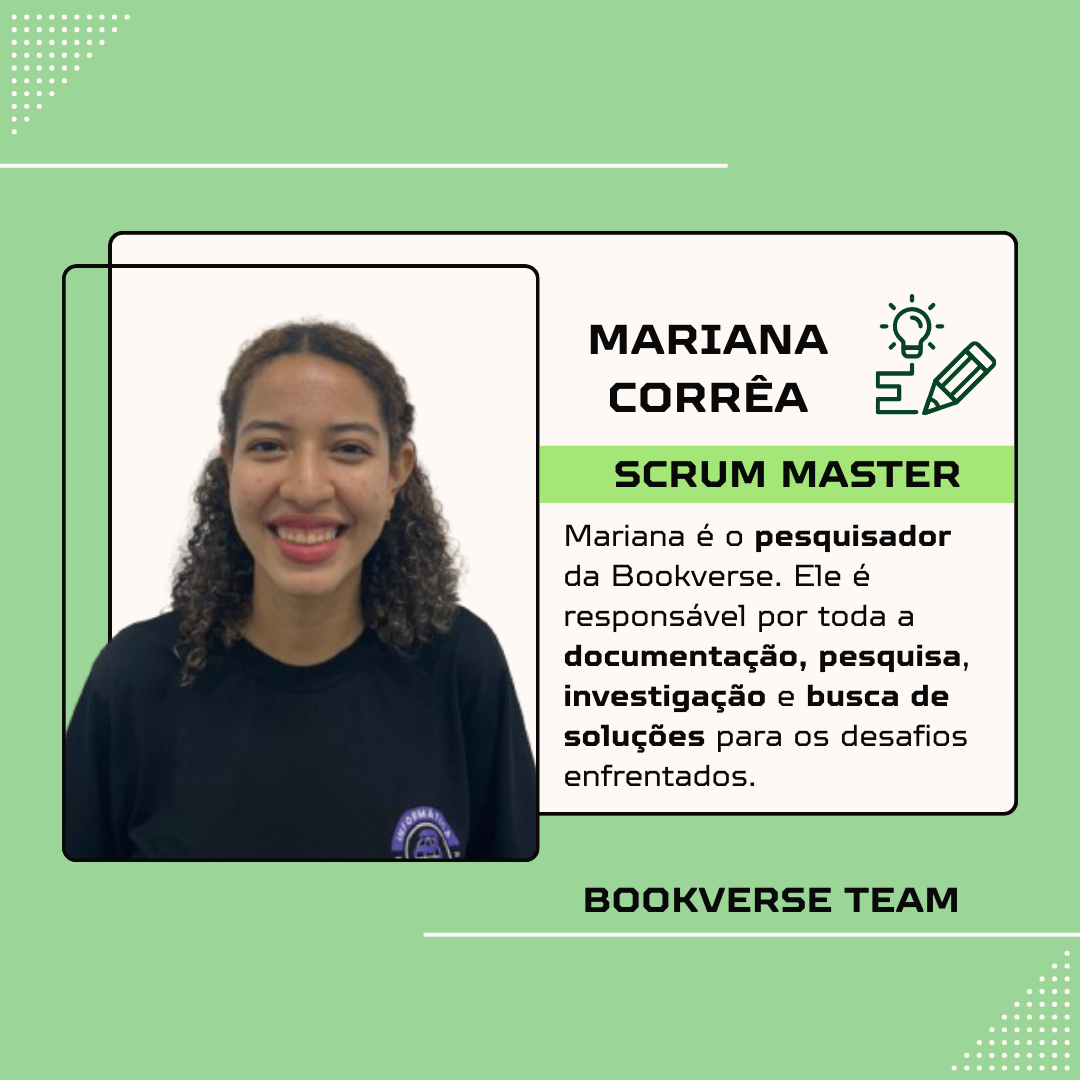 MARIANA
CORRÊA
SCRUM MASTER
Mariana é o pesquisador
da Bookverse. Ele é
responsável por toda a
documentação, pesquisa,
investigação e busca de
soluções para os desafios
enfrentados.
INFORMÁTICA
BOOKVERSE TEAM